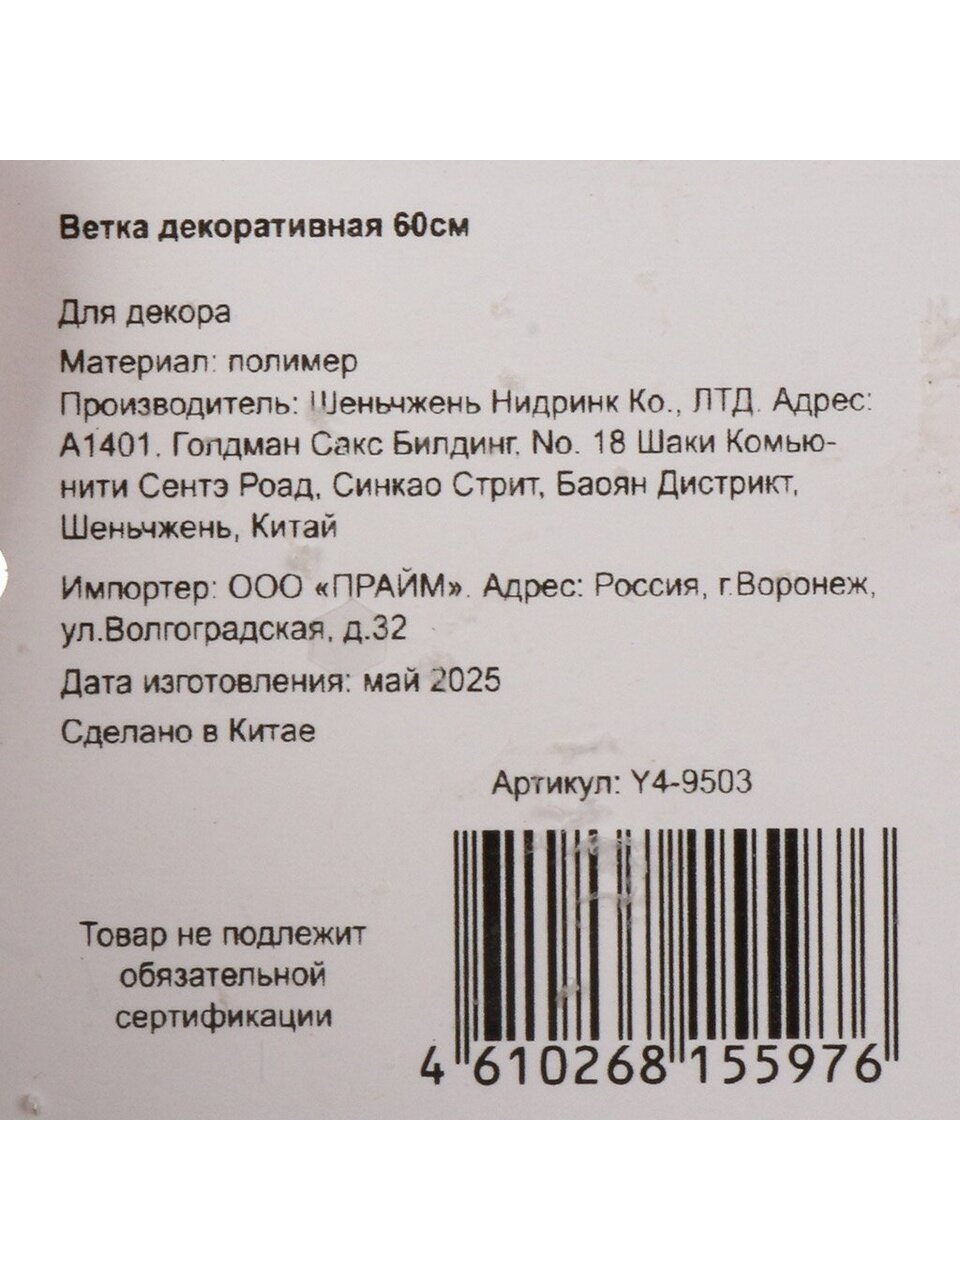 Ветка декоративная 60см
Для декора
Материал: полимер
Производитель: Шеньчжень Нидринк Ко., ЛТД. Адрес:
А1401. Голдман Сакс Билдинг. No. 18 Шаки Комью-
нити Сентэ Роад, Синкао Стрит, Баоян Дистрикт,
Шеньчжень, Китай
Импортер: ООО «ПРАЙМ». Адрес: Россия, г.Воронеж,
ул.Волгоградская, д.32
Дата изготовления: май 2025
Сделано в Китае
Артикул: Y4-9503
Товар не подлежит
обязательной
сертификации
4 610268 155976